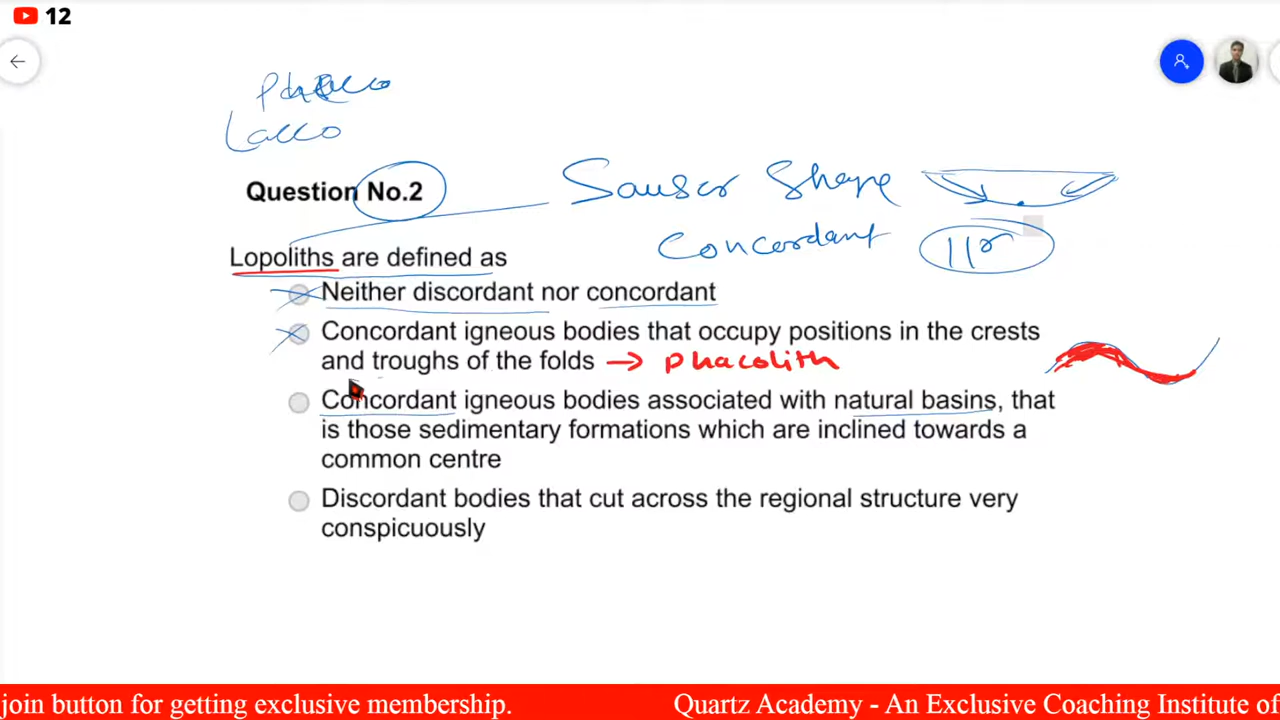 12
Phaco
Lacco
Question No.2
Sauser Shape
Concordant 11r
Lopoliths are defined as
Neither discordant nor concordant
Concordant igneous bodies that occupy positions in the crests
and troughs of the folds → phacolith
Concordant igneous bodies associated with natural basins, that
is those sedimentary formations which are inclined towards a
common centre
Discordant bodies that cut across the regional structure very
conspicuously
join button for getting exclusive membership. Quartz Academy - An Exclusive Coaching Institute of